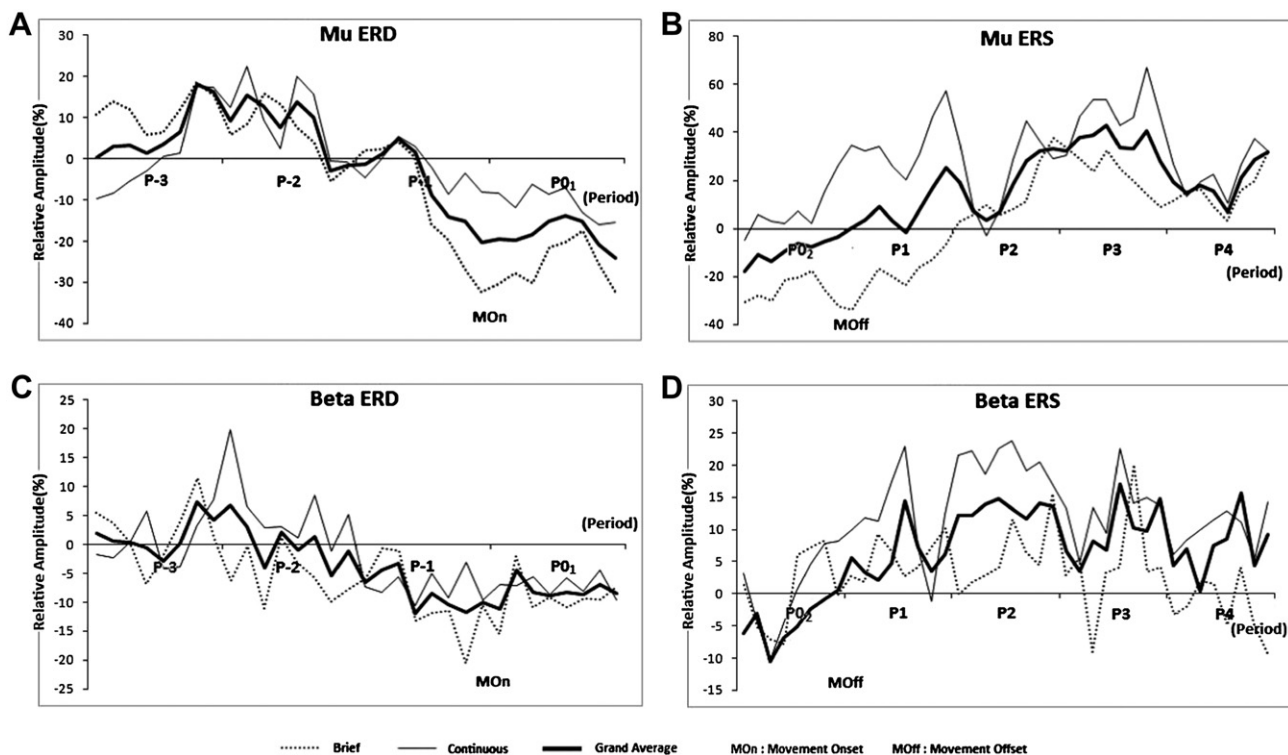 A
Mu ERD
Relative Amplitude(%)
30
20
10
0
-10
-20
-30
-40
P-3
P-2
P-1
P0₁
(Period)
MOn
B
Mu ERS
Relative Amplitude(%)
80
60
40
20
0
-20
-40
P0₂
P1
P2
P3
P4
(Period)
MOff
C
Beta ERD
Relative Amplitude(%)
25
20
15
10
5
0
-5
-10
-15
-20
-25
(Period)
P-3
P-2
P-1
P0₁
MOn
D
Beta ERS
Relative Amplitude(%)
30
25
20
15
10
5
0
-5
-10
-15
P0₂
P1
P2
P3
P4
(Period)
MOff
Brief Continuous Grand Average MOn : Movement Onset MOff : Movement Offset